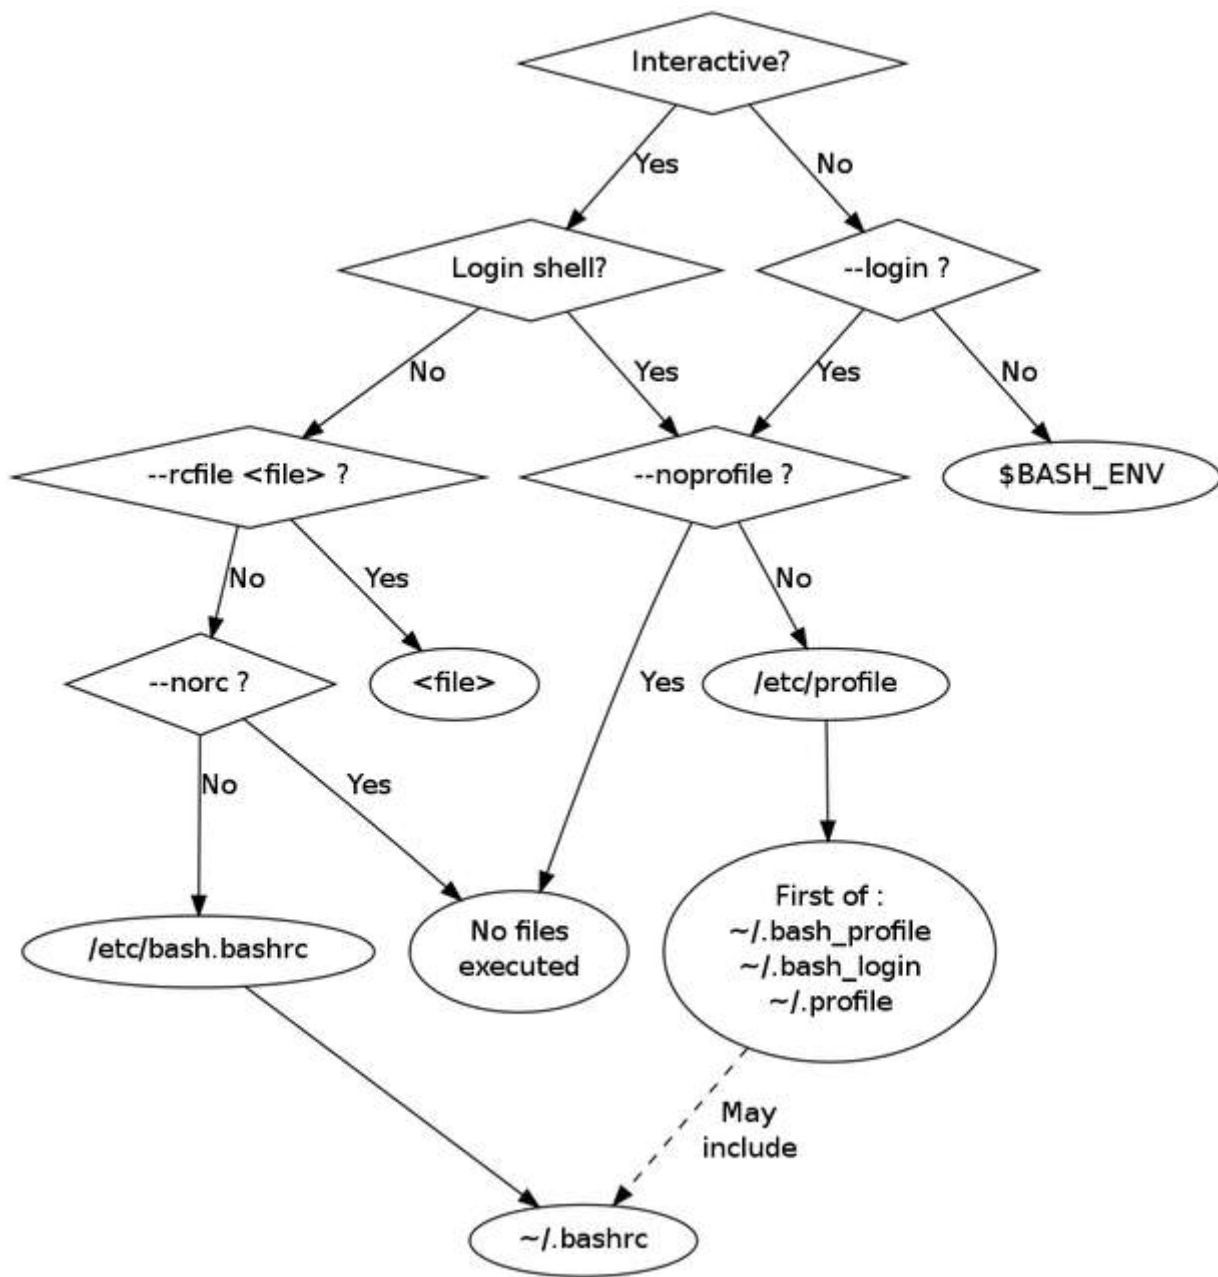 Interactive?
Yes
No
Login shell?
--login ?
No
Yes
Yes
No
--rcfile <file> ?
--noprofile ?
$BASH_ENV
No
Yes
No
--norc ?
<file>
Yes
/etc/profile
No
Yes
First of :
~/.bash_profile
~/.bash_login
~/.profile
/etc/bash.bashrc
No files
executed
May
include
~/.bashrc